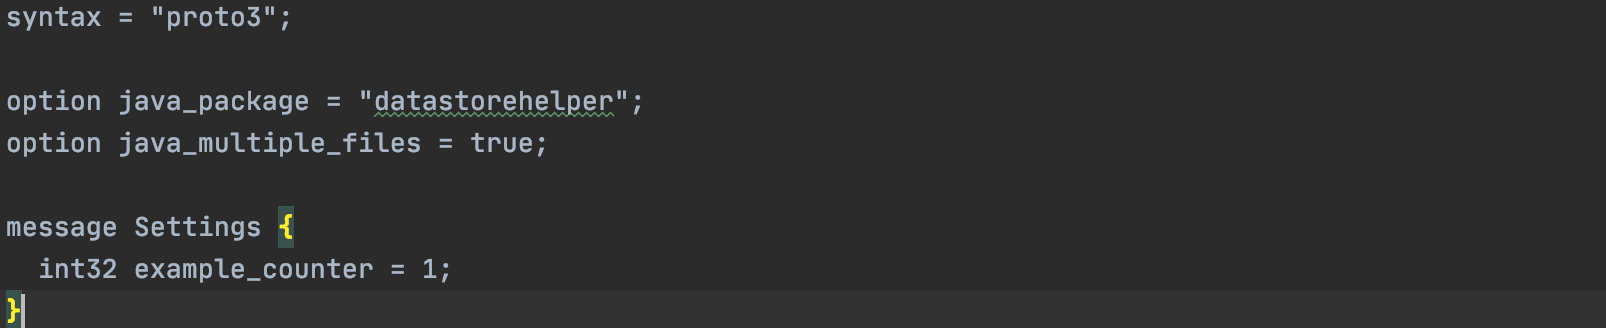 syntax = "proto3";
option java_package = "datastorehelper";
option java_multiple_files = true;
message Settings {
  int32 example_counter = 1;
}